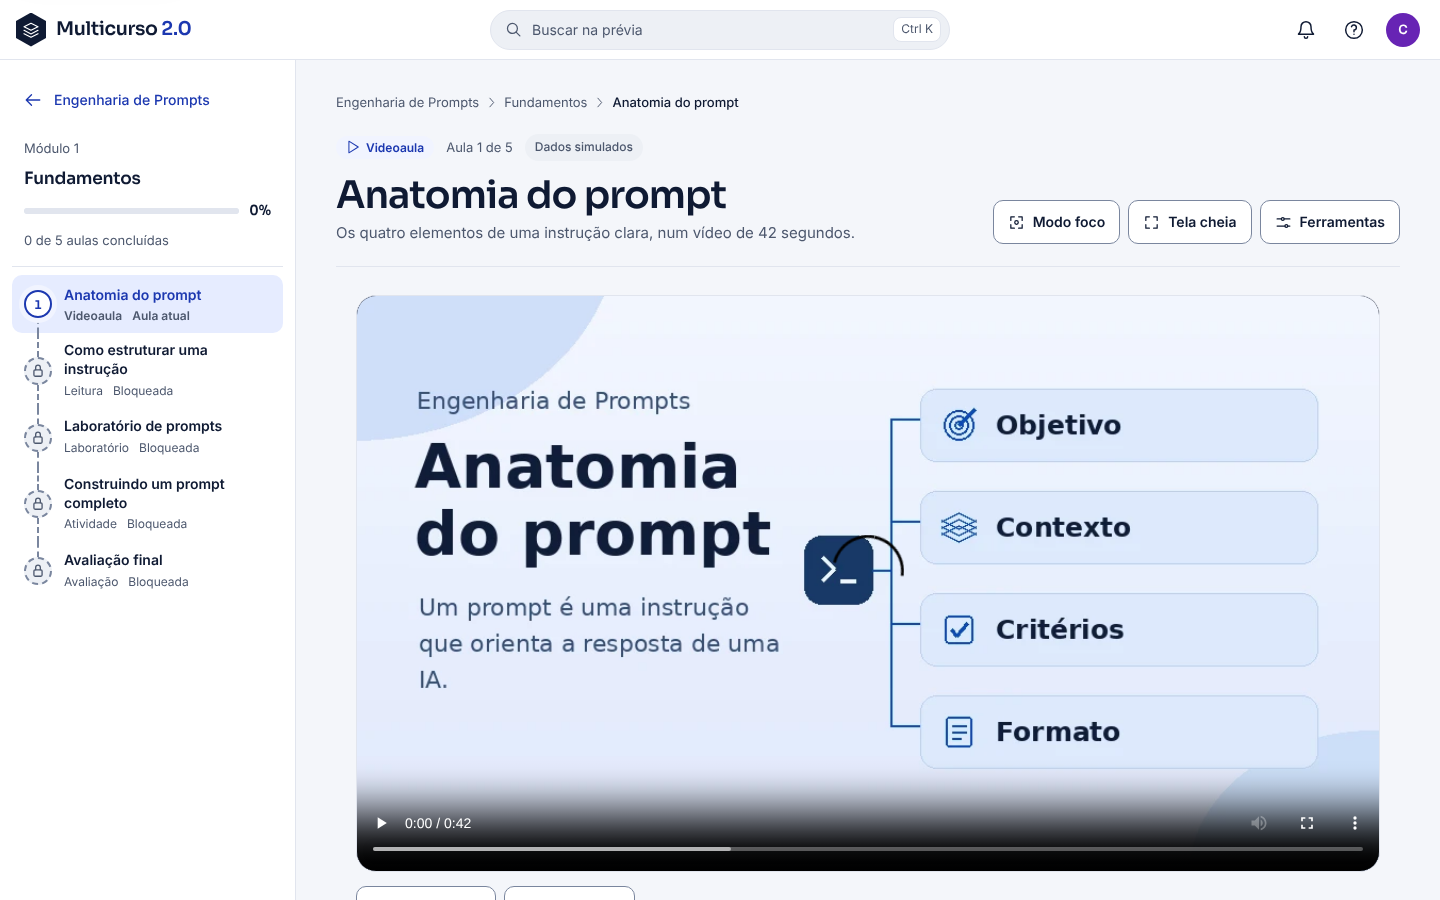 Multicurso 2.0
Buscar na prévia
Ctrl K
C
Engenharia de Prompts
Módulo 1
Fundamentos
0%
0 de 5 aulas concluídas
1
Anatomia do prompt
Videoaula Aula atual
Como estruturar uma
instrução
Leitura Bloqueada
Laboratório de prompts
Laboratório Bloqueada
Construindo um prompt
completo
Atividade Bloqueada
Avaliação final
Avaliação Bloqueada
Engenharia de Prompts > Fundamentos > Anatomia do prompt
Videoaula Aula 1 de 5 Dados simulados
Anatomia do prompt
Os quatro elementos de uma instrução clara, num vídeo de 42 segundos.
Modo foco
Tela cheia
Ferramentas
Engenharia de Prompts
Anatomia
do prompt
Um prompt é uma instrução
que orienta a resposta de uma
IA.
Objetivo
Contexto
Critérios
Formato
0:00 / 0:42